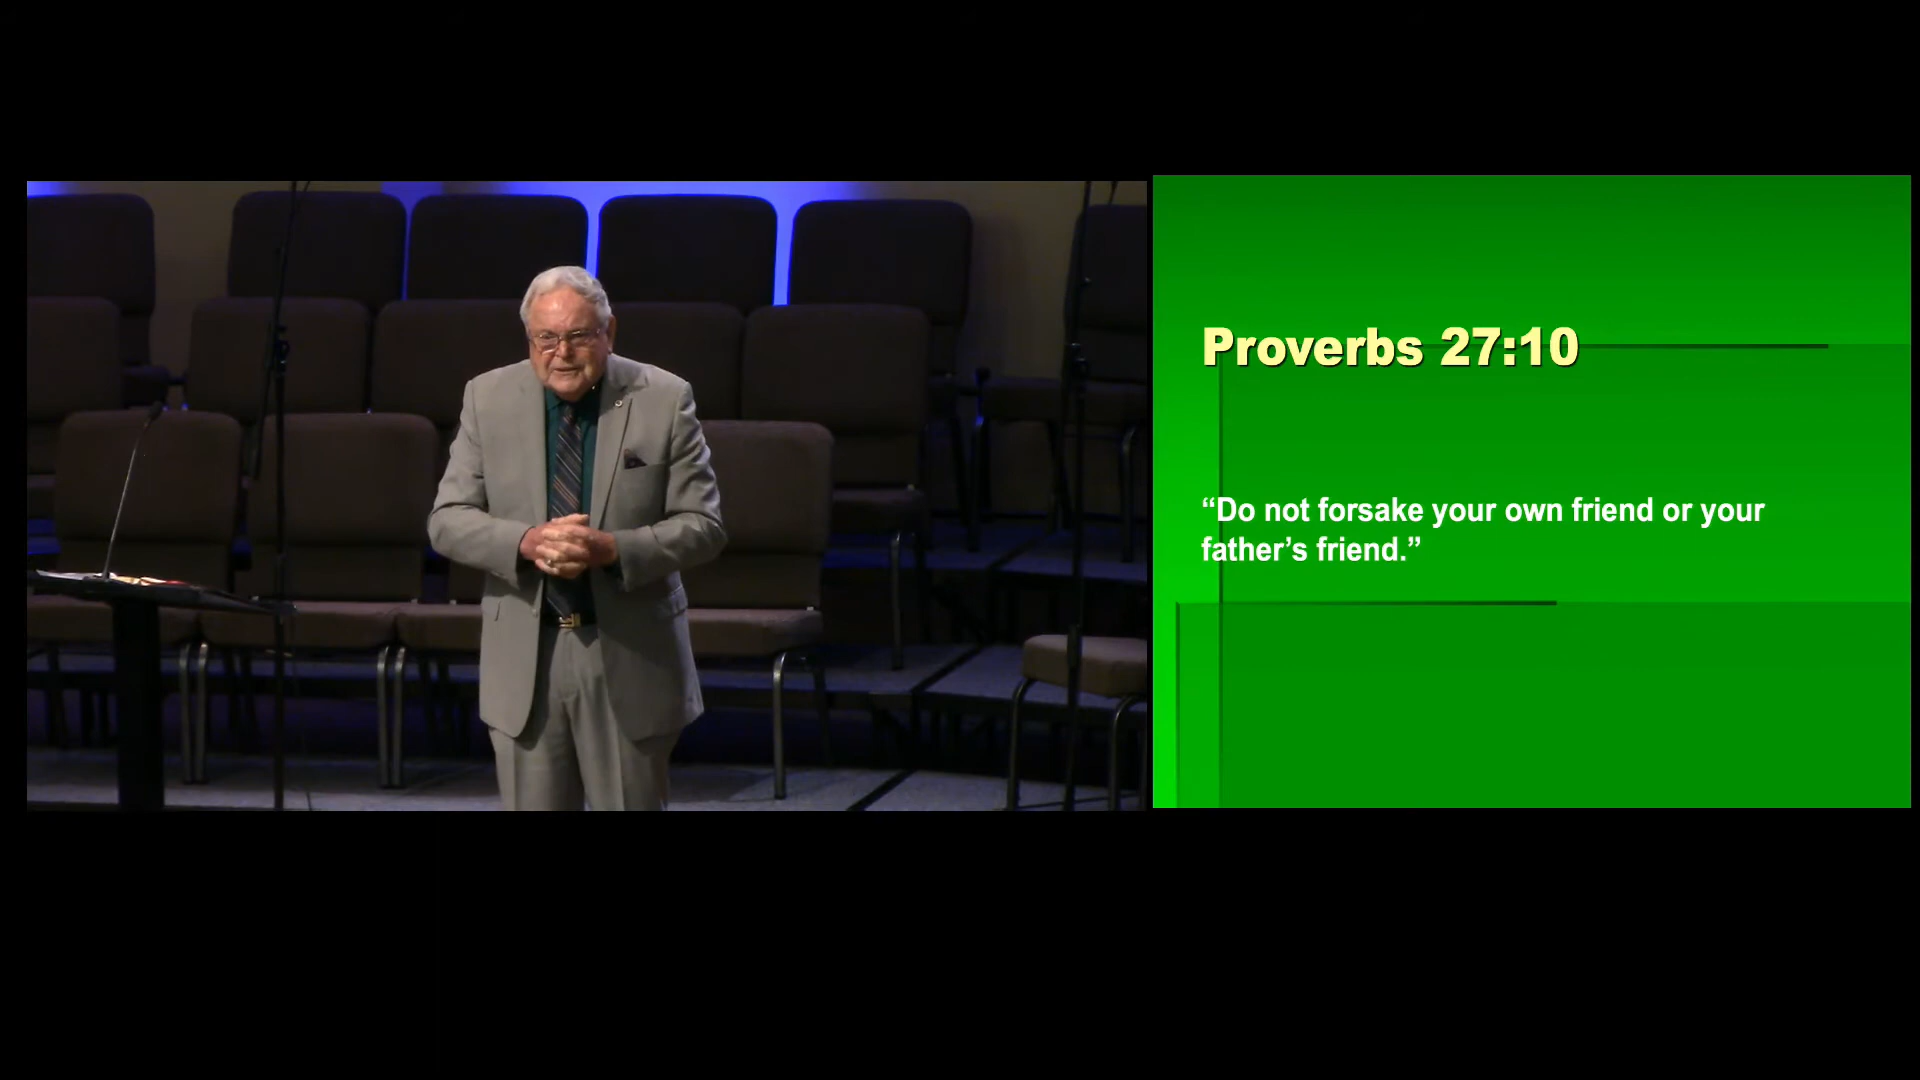 Proverbs 27:10
“Do not forsake your own friend or your
father’s friend.”